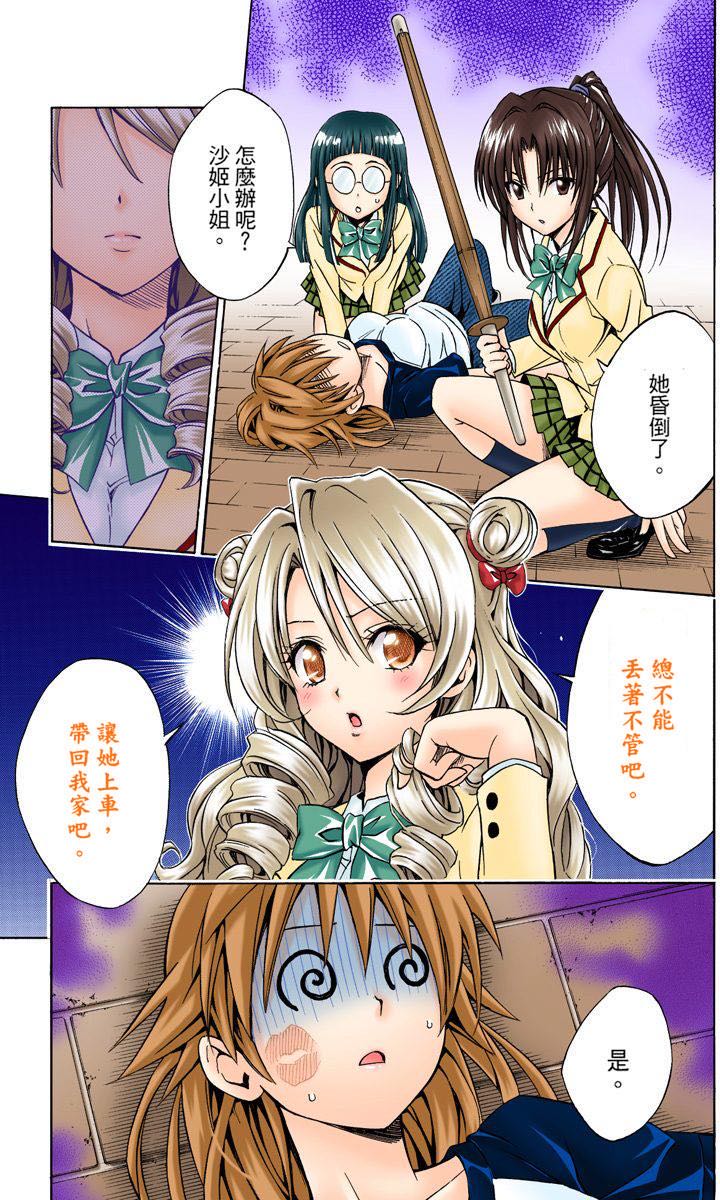 她昏倒了。
怎麼辦呢？
沙姬小姐。
總不能
丟著不管吧。
讓她上車，
帶回我家吧。
是。